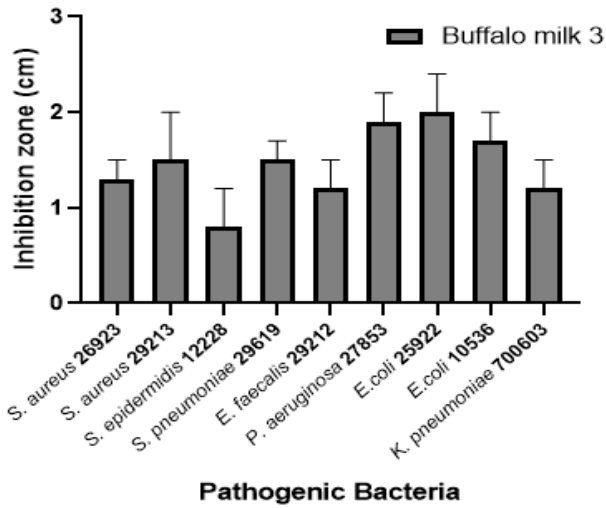 3
Buffalo milk 3
2
1
0
Inhibition zone (cm)
S. aureus 26923
S. aureus 29213
S. epidermidis 12228
S. pneumoniae 29619
E. faecalis 29212
P. aeruginosa 27853
E.coli 25922
E.coli 10536
K. pneumoniae 700603
Pathogenic Bacteria